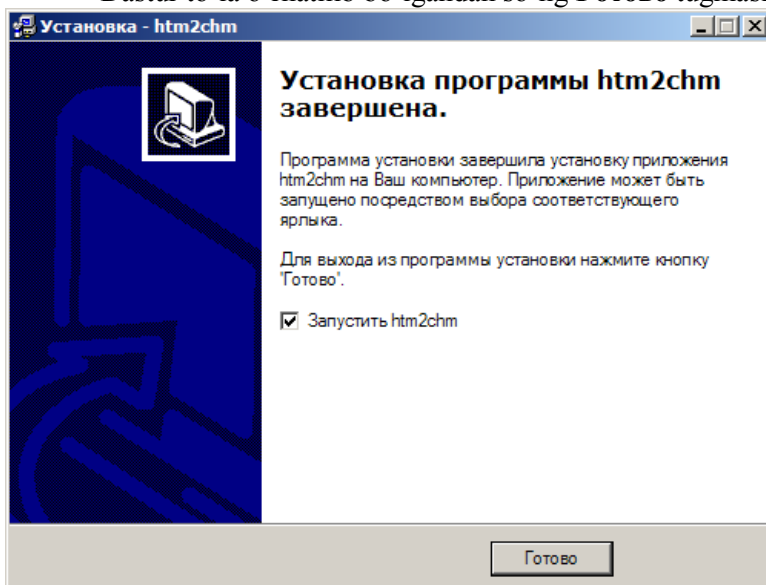 Установка - htm2chm
Установка программы htm2chm
завершена.
Программа установки завершила установку приложения
htm2chm на Ваш компьютер. Приложение может быть
запущено посредством выбора соответствующего
ярлыка.
Для выхода из программы установки нажмите кнопку
'Готово'.
Запустить htm2chm
Готово